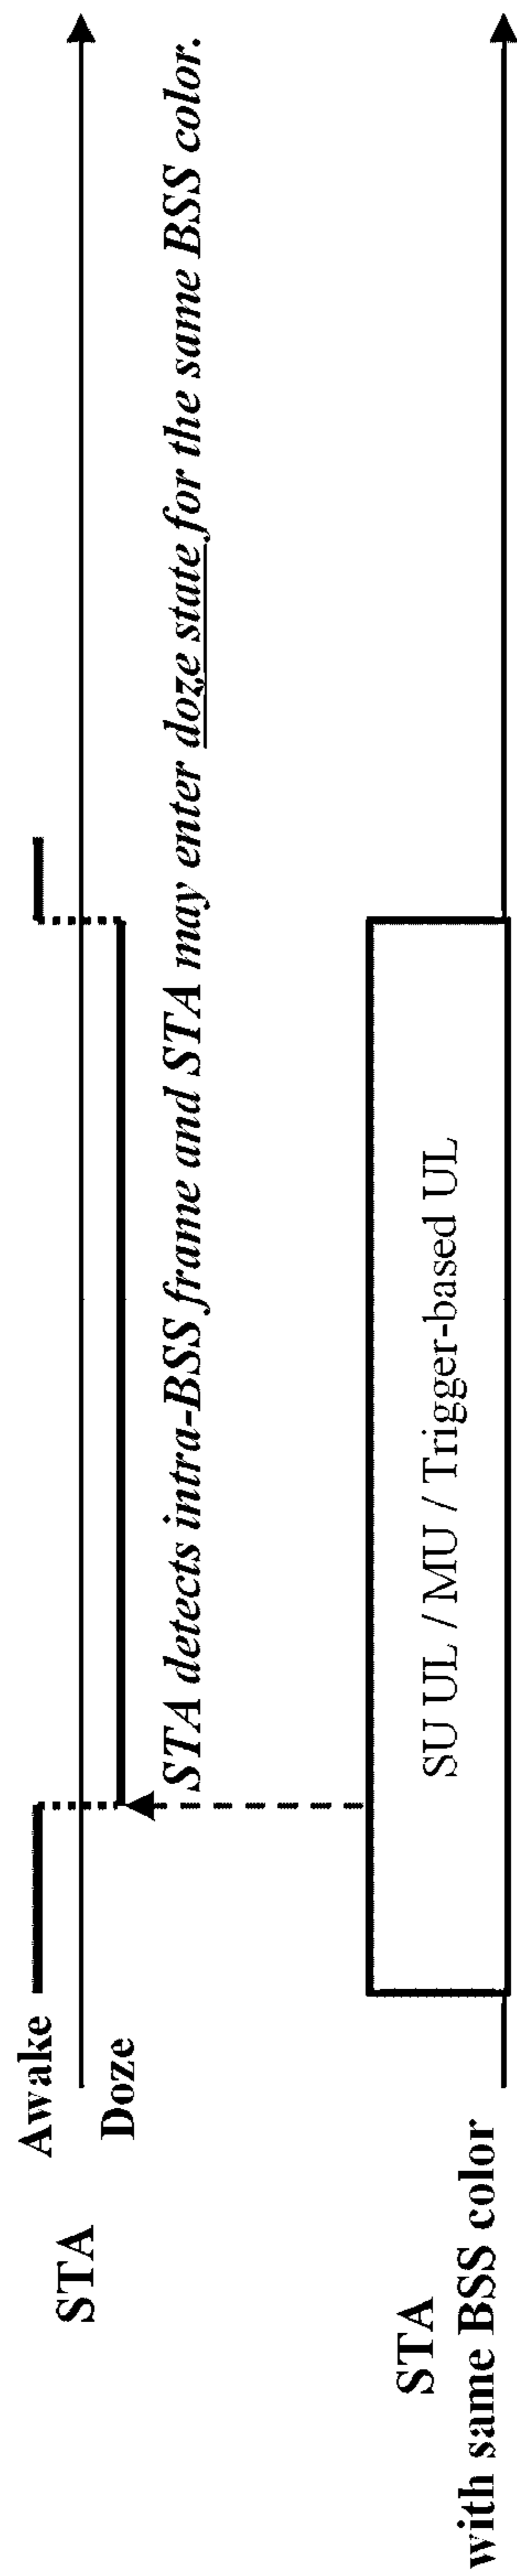 Awake
STA
Doze
STA detects intra-BSS frame and STA may enter doze state for the same BSS color.
SU UL / MU / Trigger-based UL
STA
with same BSS color